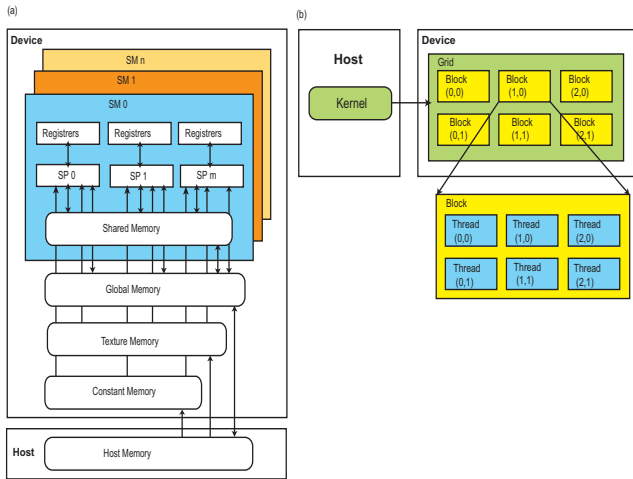 (a)
Device
SM n
SM 1
SM 0
Registrers Registrers Registrers
SP 0 SP 1 SP m
Shared Memory
Global Memory
Texture Memory
Constant Memory
Host
Host Memory
(b)
Host
Kernel
Device
Grid
Block Block Block
(0,0) (1,0) (2,0)
Block Block Block
(0,1) (1,1) (2,1)
Block
Thread Thread Thread
(0,0) (1,0) (2,0)
Thread Thread Thread
(0,1) (1,1) (2,1)